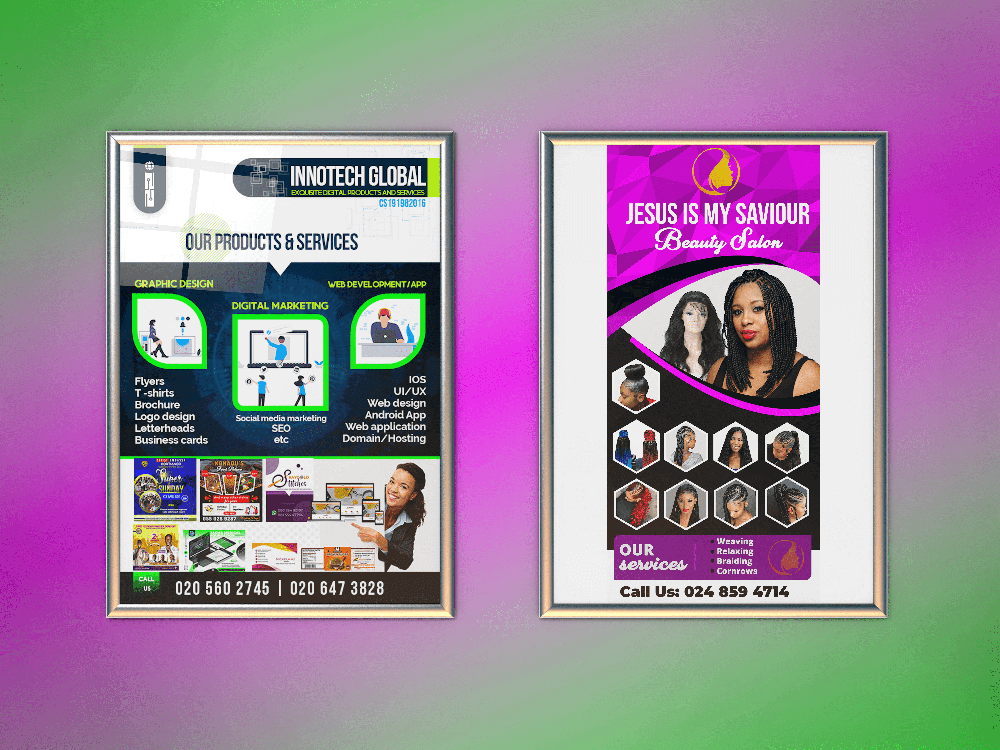 INNOTECH GLOBAL
EXQUISITE DIGITAL PRODUCTS AND SERVICES
CS191982016
OUR PRODUCTS & SERVICES
GRAPHIC DESIGN
DIGITAL MARKETING
WEB DEVELOPMENT/APP
Flyers
T -shirts
Brochure
Logo design
Letterheads
Business cards
Social media marketing
SEO
etc
IOS
UI/UX
Web design
Android App
Web application
Domain/Hosting
Super
SUNDAY
CALL
US
020 560 2745 | 020 647 3828
JESUS IS MY SAVIOUR
Beauty Salon
OUR
services
Weaving
Relaxing
Braiding
Cornrows
Call Us: 024 859 4714